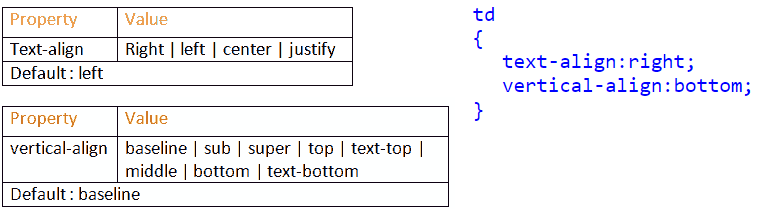 Property Value
Text-align Right | left | center | justify
Default : left
Property Value
vertical-align baseline | sub | super | top | text-top |
middle | bottom | text-bottom
Default : baseline
td
{
text-align:right;
vertical-align:bottom;
}